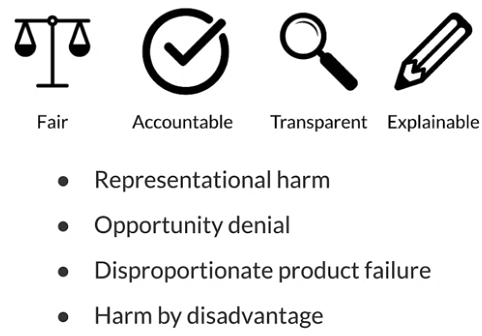 Fair Accountable Transparent Explainable
● Representational harm
● Opportunity denial
● Disproportionate product failure
● Harm by disadvantage